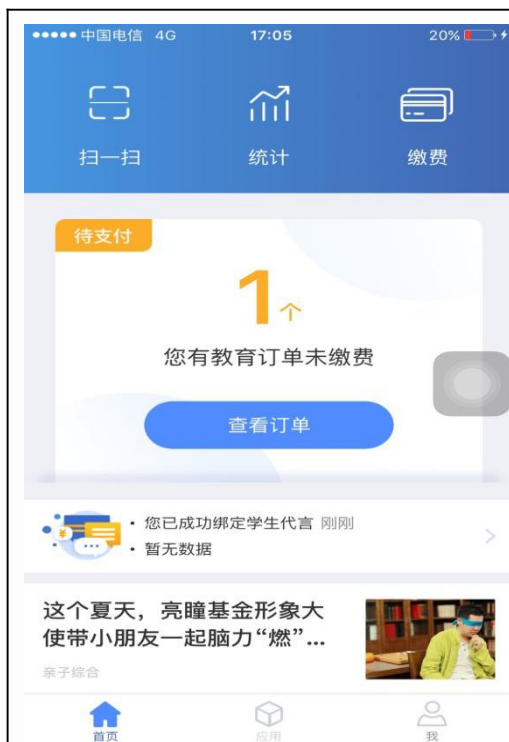 中国电信 4G 17:05 20%
扫一扫 统计 缴费
待支付
1个
您有教育订单未缴费
查看订单
· 您已成功绑定学生代言 刚刚
· 暂无数据
这个夏天，亮瞳基金形象大
使带小朋友一起脑力“燃”...
亲子综合
首页 应用 我